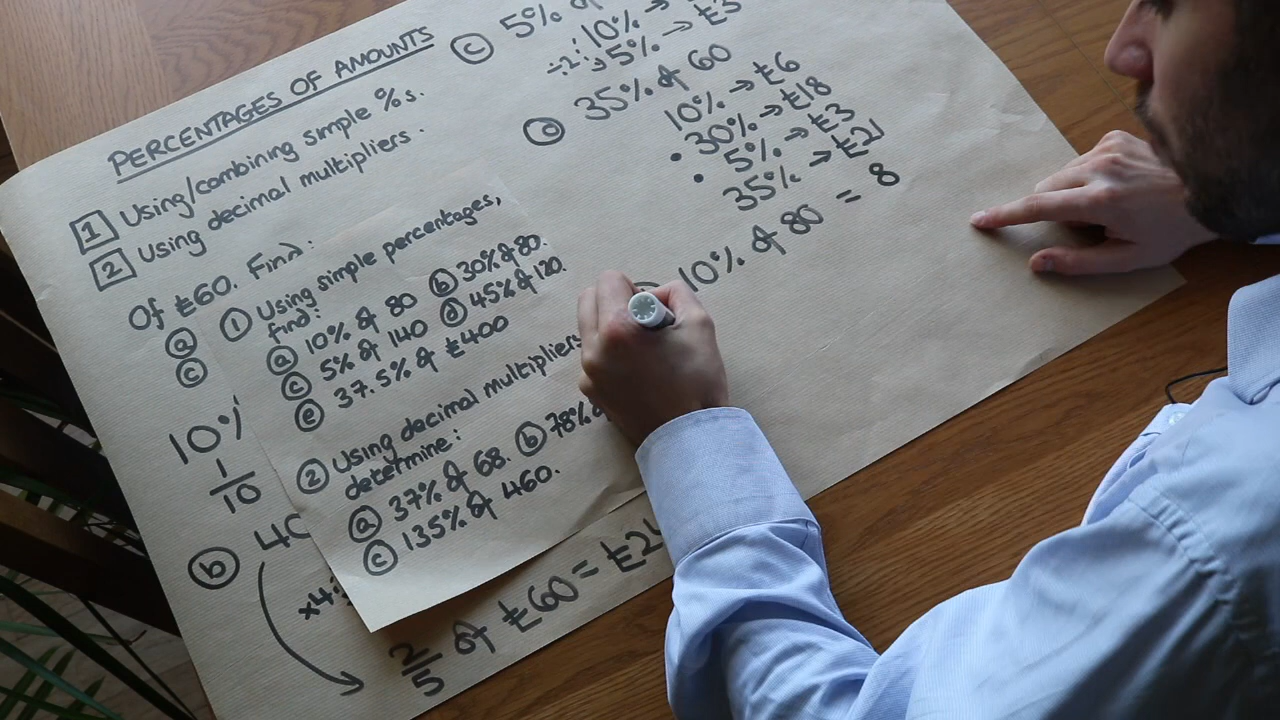 PERCENTAGES OF AMOUNTS
1 Using/combining simple %s.
2 Using decimal multipliers.
Of £60. Find:
a
c
10%
1/10
b 40
x4
2/5 of £60 = £24
1 Using simple percentages,
find:
a 10% of 80 b 30% of 80.
c 5% of 140 d 45% of 120.
e 37.5% of £400
2 Using decimal multipliers
determine:
a 37% of 68. b 78% of
c 135% of 460.
c 5% of
10% →
÷2: 5% → £3
35% of 60
10% → £6
• 30% → £18
• 5% → £3
35% → £21
10% of 80 = 8